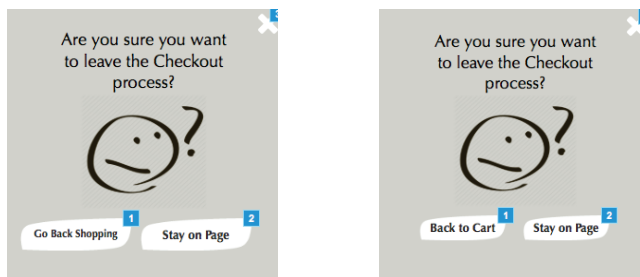 3
Are you sure you want
to leave the Checkout
process?
?
1
2
Go Back Shopping
Stay on Page
Are you sure you want
to leave the Checkout
process?
?
1
2
Back to Cart
Stay on Page